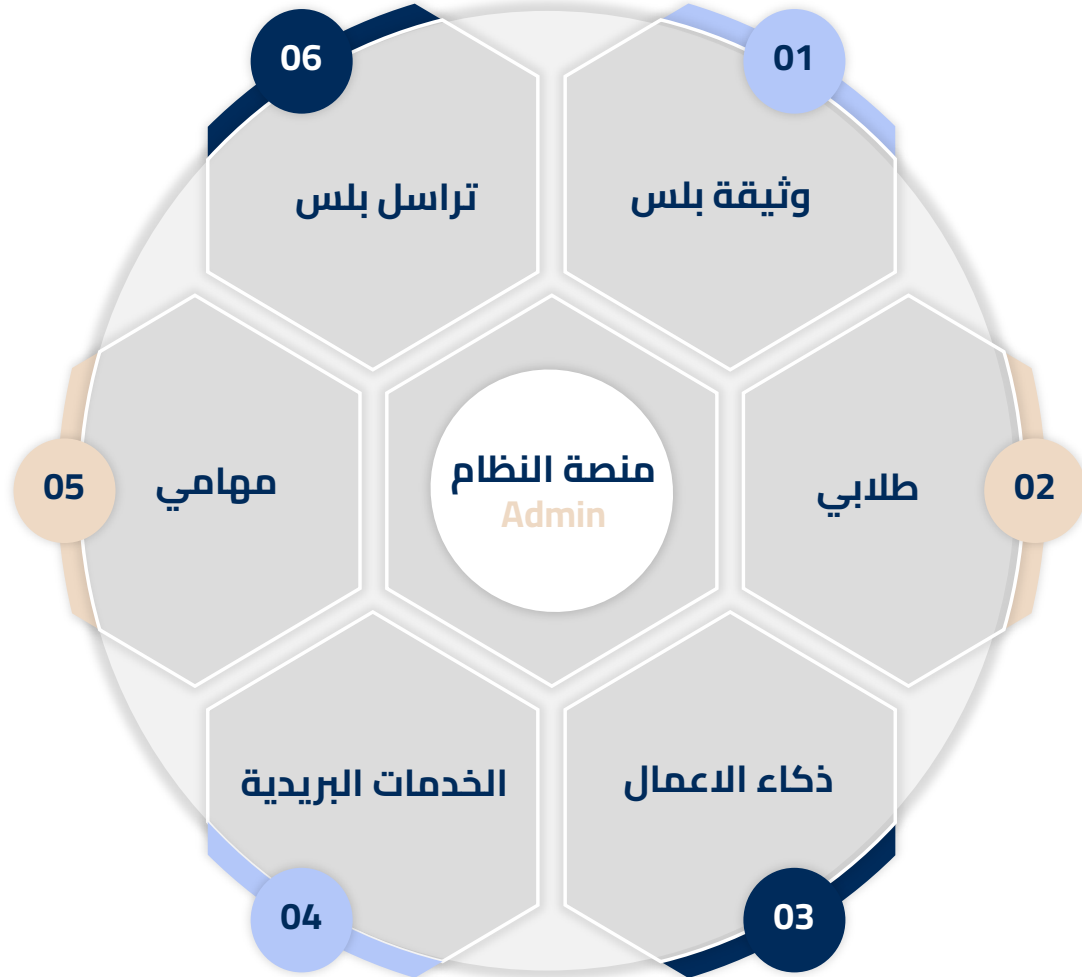 منصة النظام
Admin
01
وثيقة بلس
02
طلابي
03
ذكاء الاعمال
04
الخدمات البريدية
05
مهامي
06
تراسل بلس